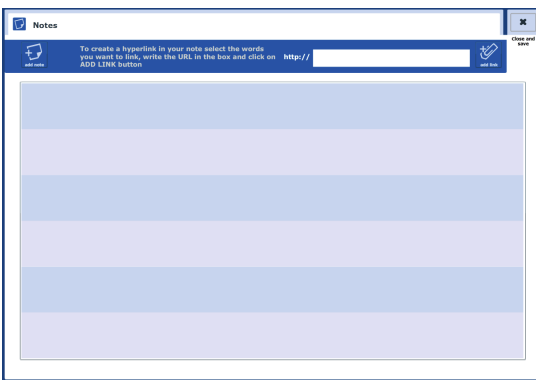 Notes
Close and
save
add note
To create a hyperlink in your note select the words
you want to link, write the URL in the box and click on
ADD LINK button
http://
add link